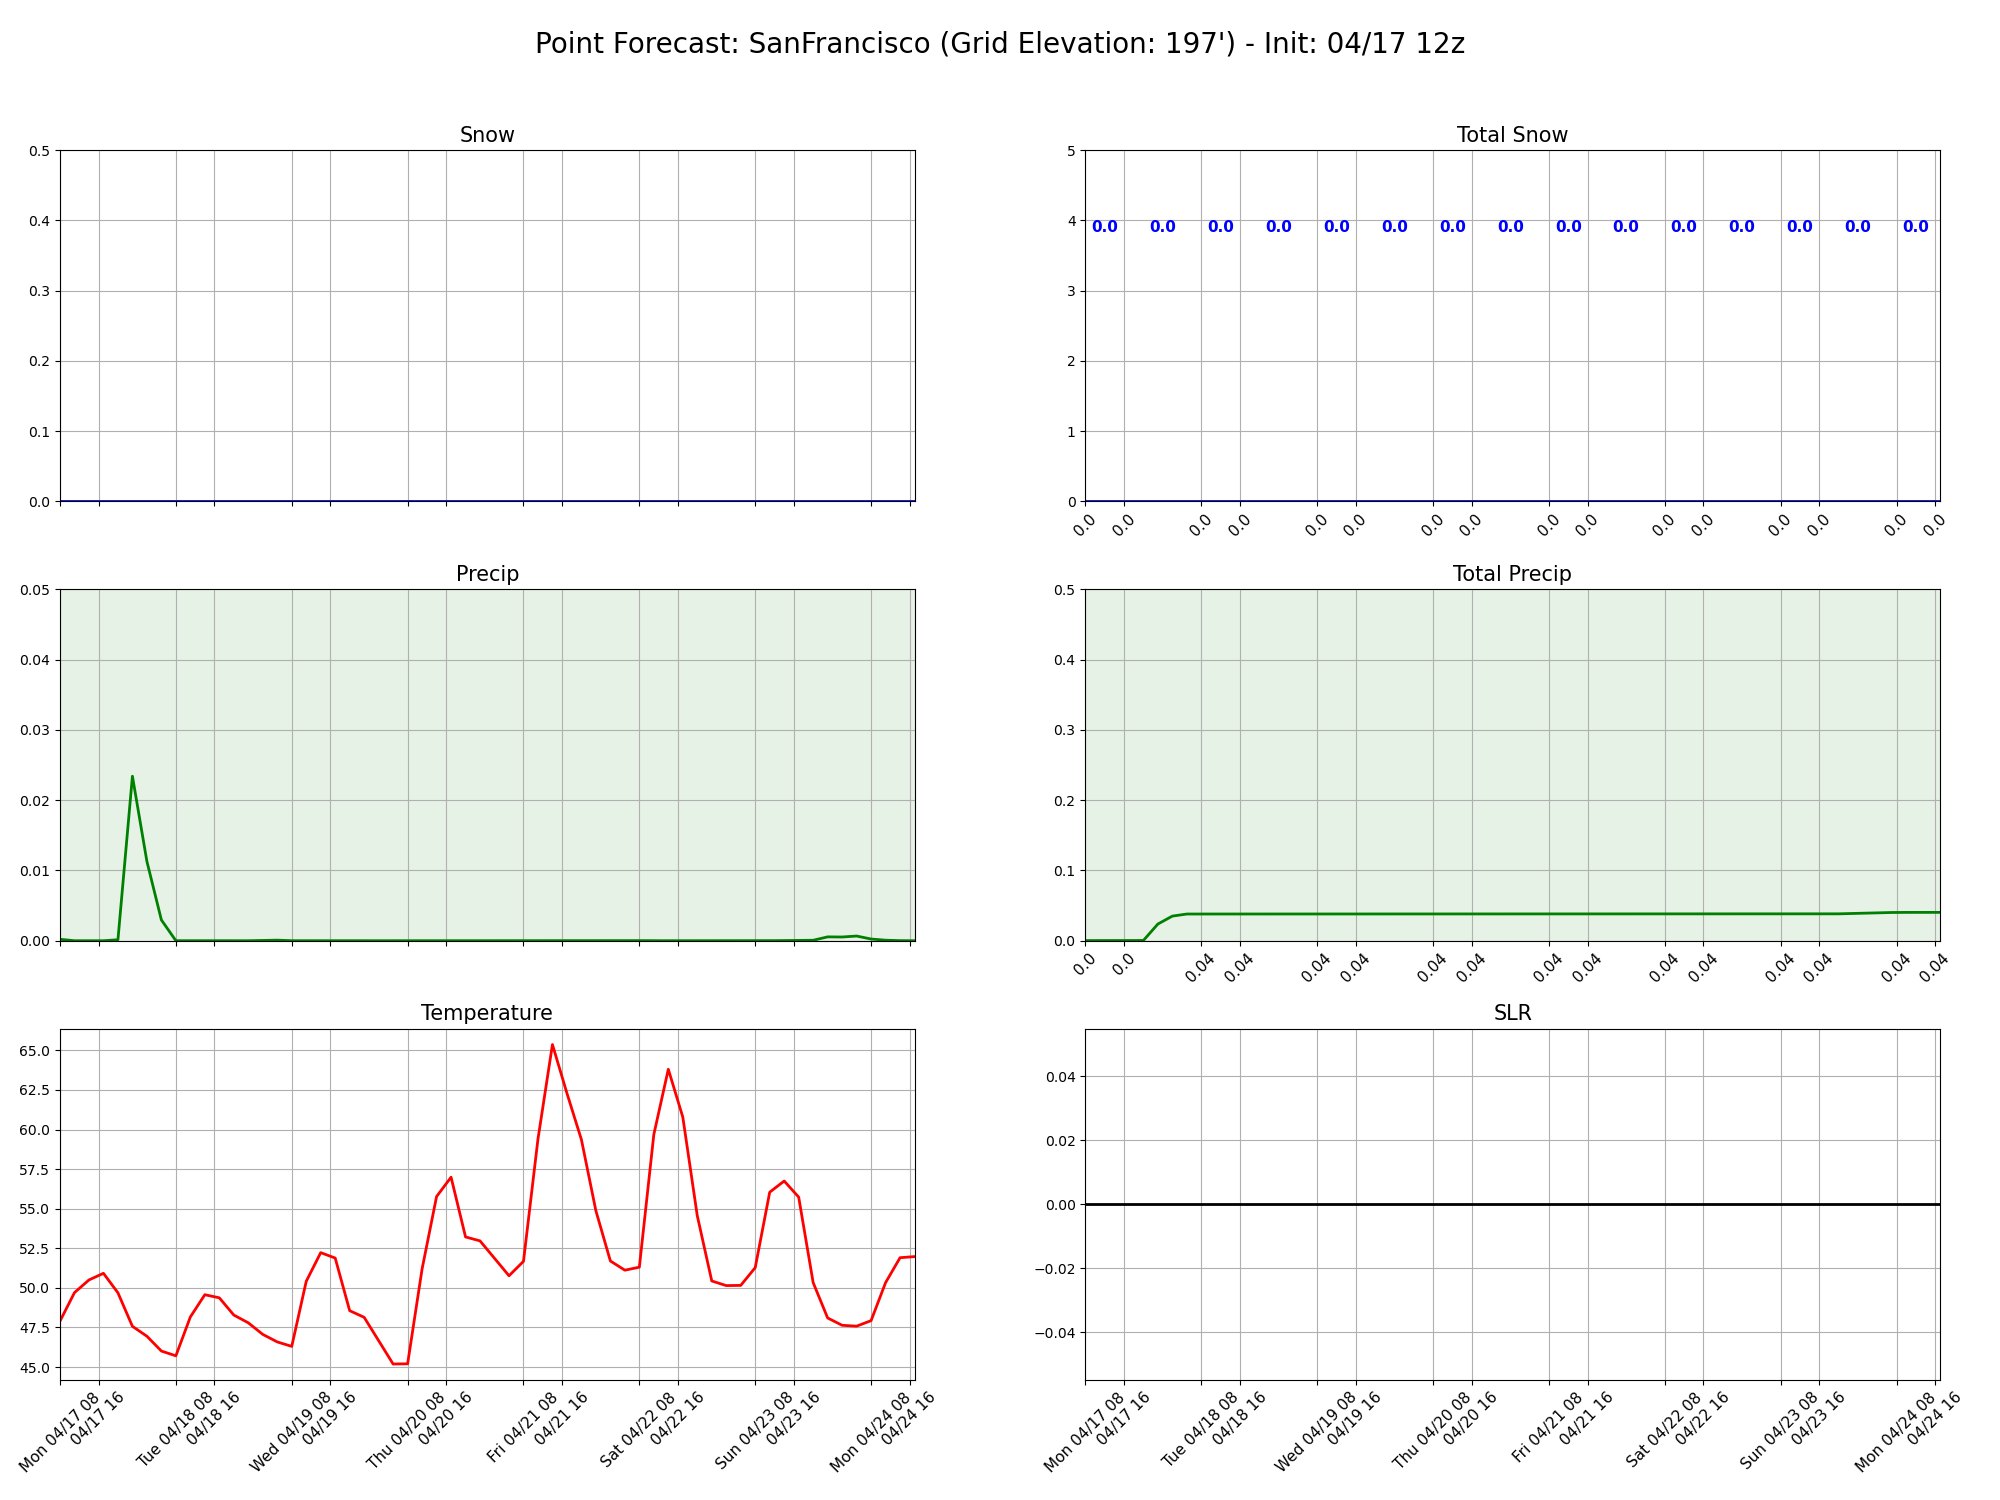 Point Forecast: SanFrancisco (Grid Elevation: 197') - Init: 04/17 12z
Snow
0.5
0.4
0.3
0.2
0.1
0.0
Total Snow
5
4
3
2
1
0
0.0 0.0 0.0 0.0 0.0 0.0 0.0 0.0 0.0 0.0 0.0 0.0 0.0 0.0 0.0
0.0 0.0 0.0 0.0 0.0 0.0 0.0 0.0 0.0 0.0 0.0 0.0 0.0 0.0 0.0 0.0
Precip
0.05
0.04
0.03
0.02
0.01
0.00
Total Precip
0.5
0.4
0.3
0.2
0.1
0.0
0.0 0.0 0.04 0.04 0.04 0.04 0.04 0.04 0.04 0.04 0.04 0.04 0.04 0.04 0.04 0.04
Temperature
65.0
62.5
60.0
57.5
55.0
52.5
50.0
47.5
45.0
Mon 04/17 08
04/17 16
Tue 04/18 08
04/18 16
Wed 04/19 08
04/19 16
Thu 04/20 08
04/20 16
Fri 04/21 08
04/21 16
Sat 04/22 08
04/22 16
Sun 04/23 08
04/23 16
Mon 04/24 08
04/24 16
SLR
0.04
0.02
0.00
−0.02
−0.04
Mon 04/17 08
04/17 16
Tue 04/18 08
04/18 16
Wed 04/19 08
04/19 16
Thu 04/20 08
04/20 16
Fri 04/21 08
04/21 16
Sat 04/22 08
04/22 16
Sun 04/23 08
04/23 16
Mon 04/24 08
04/24 16